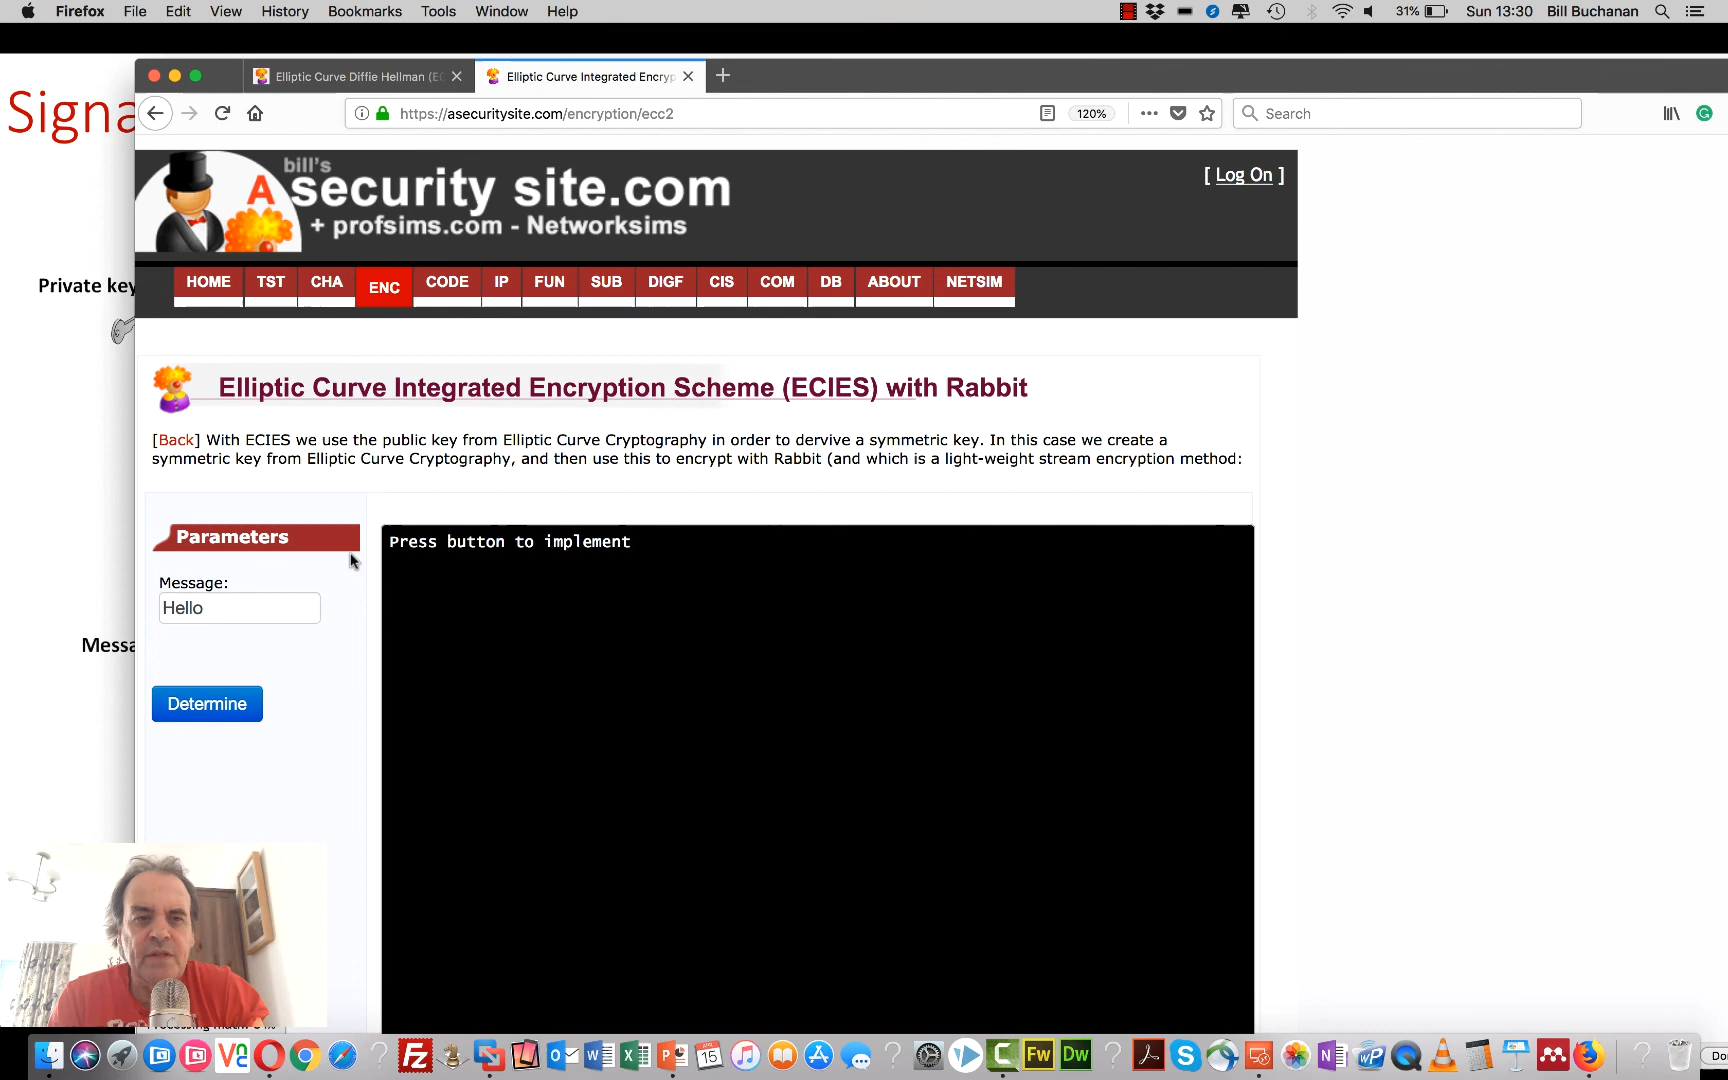 Firefox File Edit View History Bookmarks Tools Window Help 31% Sun 13:30 Bill Buchanan
Elliptic Curve Diffie Hellman (EC
Elliptic Curve Integrated Encryp
https://asecuritysite.com/encryption/ecc2 120% Search
Signa
bill's
Asecurity site.com
+ profsims.com - Networksims
[ Log On ]
HOME TST CHA ENC CODE IP FUN SUB DIGF CIS COM DB ABOUT NETSIM
Private key
Elliptic Curve Integrated Encryption Scheme (ECIES) with Rabbit
[Back] With ECIES we use the public key from Elliptic Curve Cryptography in order to dervive a symmetric key. In this case we create a
symmetric key from Elliptic Curve Cryptography, and then use this to encrypt with Rabbit (and which is a light-weight stream encryption method:
Parameters
Press button to implement
Message:
Hello
Messa
Determine